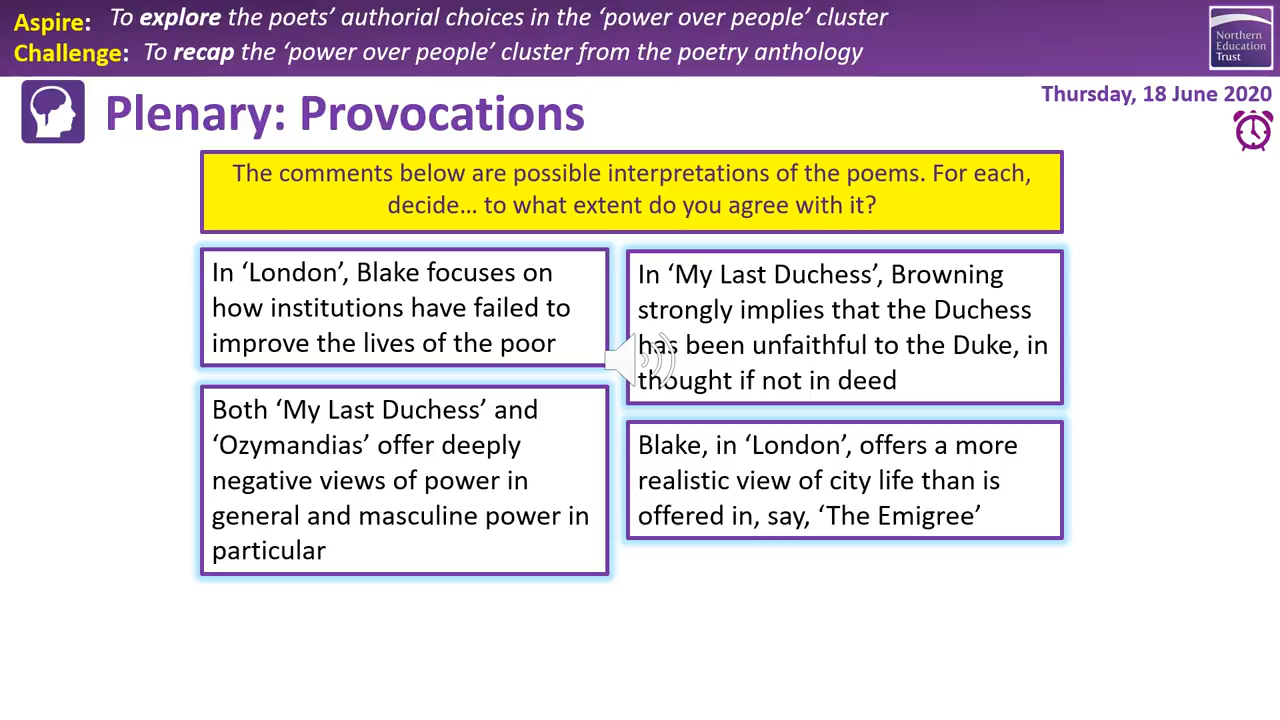 Aspire: To explore the poets’ authorial choices in the ‘power over people’ cluster
Challenge: To recap the ‘power over people’ cluster from the poetry anthology
Northern
Education
Trust
Thursday, 18 June 2020
Plenary: Provocations
The comments below are possible interpretations of the poems. For each,
decide… to what extent do you agree with it?
In ‘London’, Blake focuses on
how institutions have failed to
improve the lives of the poor
In ‘My Last Duchess’, Browning
strongly implies that the Duchess
has been unfaithful to the Duke, in
thought if not in deed
Both ‘My Last Duchess’ and
‘Ozymandias’ offer deeply
negative views of power in
general and masculine power in
particular
Blake, in ‘London’, offers a more
realistic view of city life than is
offered in, say, ‘The Emigree’